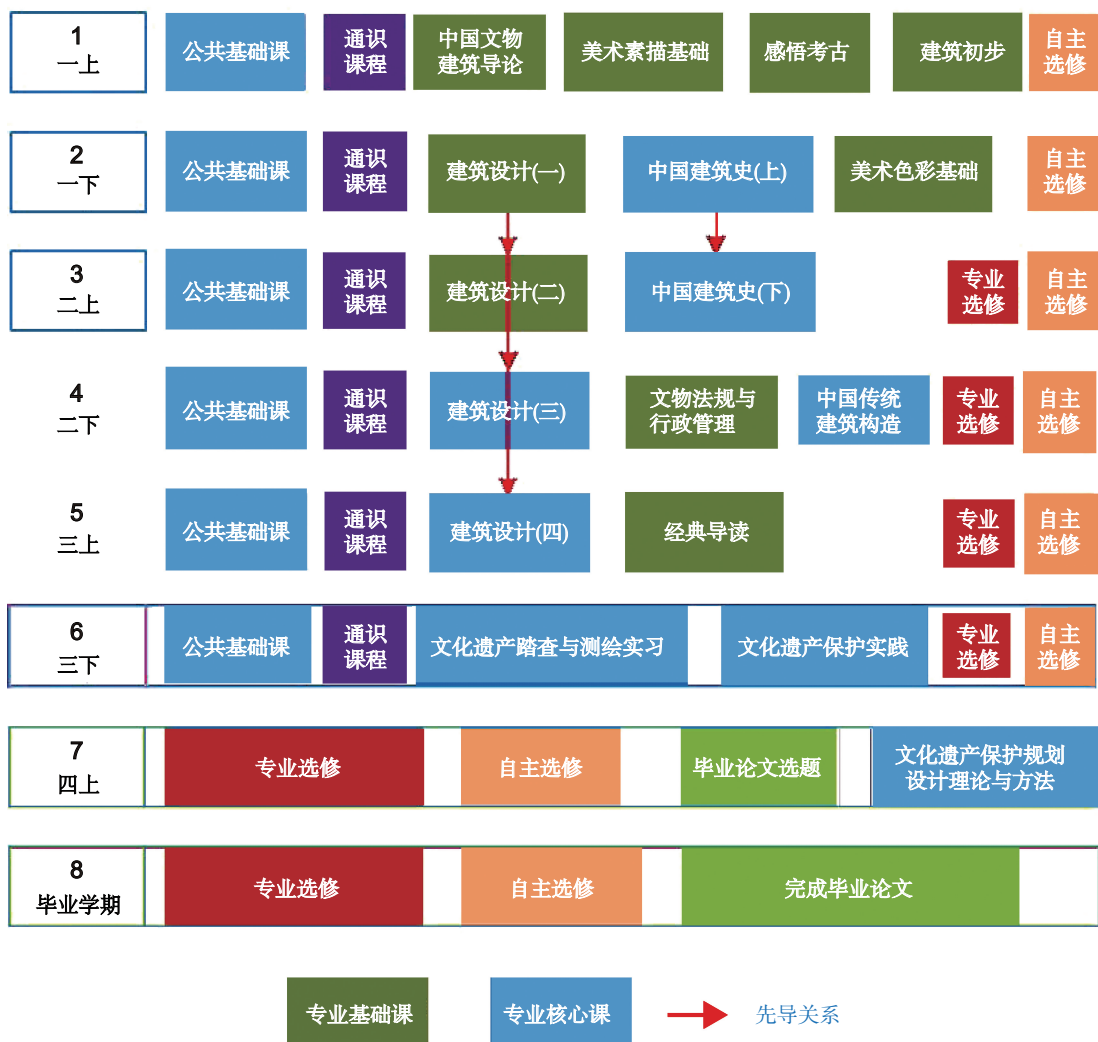 1
一上
公共基础课
通识
课程
中国文物
建筑导论
美术素描基础
感悟考古
建筑初步
自主
选修
2
一下
公共基础课
通识
课程
建筑设计(一)
中国建筑史(上)
美术色彩基础
自主
选修
3
二上
公共基础课
通识
课程
建筑设计(二)
中国建筑史(下)
专业
选修
自主
选修
4
二下
公共基础课
通识
课程
建筑设计(三)
文物法规与
行政管理
中国传统
建筑构造
专业
选修
自主
选修
5
三上
公共基础课
通识
课程
建筑设计(四)
经典导读
专业
选修
自主
选修
6
三下
公共基础课
通识
课程
文化遗产踏查与测绘实习
文化遗产保护实践
专业
选修
自主
选修
7
四上
专业选修
自主选修
毕业论文选题
文化遗产保护规划
设计理论与方法
8
毕业学期
专业选修
自主选修
完成毕业论文
专业基础课
专业核心课
先导关系